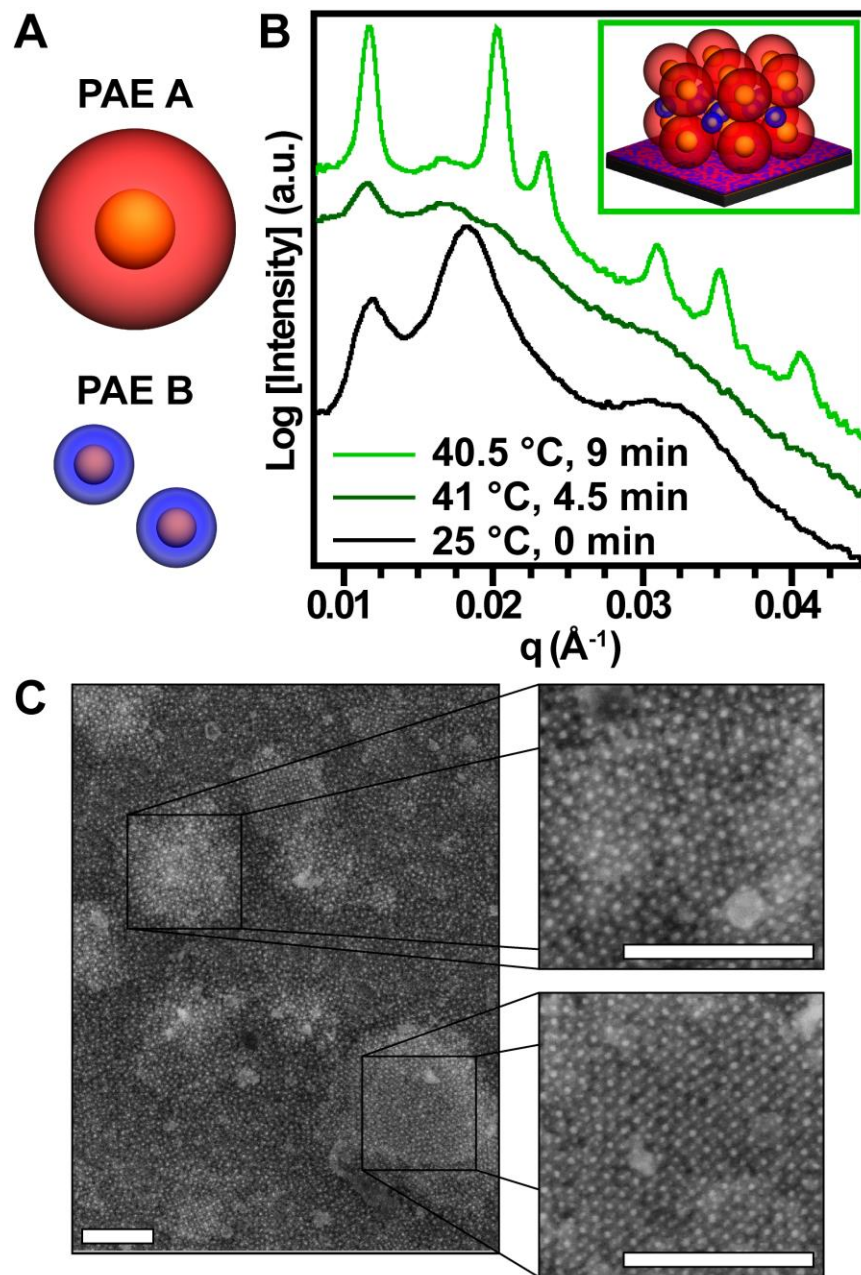 A
PAE A
PAE B
B
Log [Intensity] (a.u.)
40.5 °C, 9 min
41 °C, 4.5 min
25 °C, 0 min
0.01 0.02 0.03 0.04
q (Å⁻¹)
C